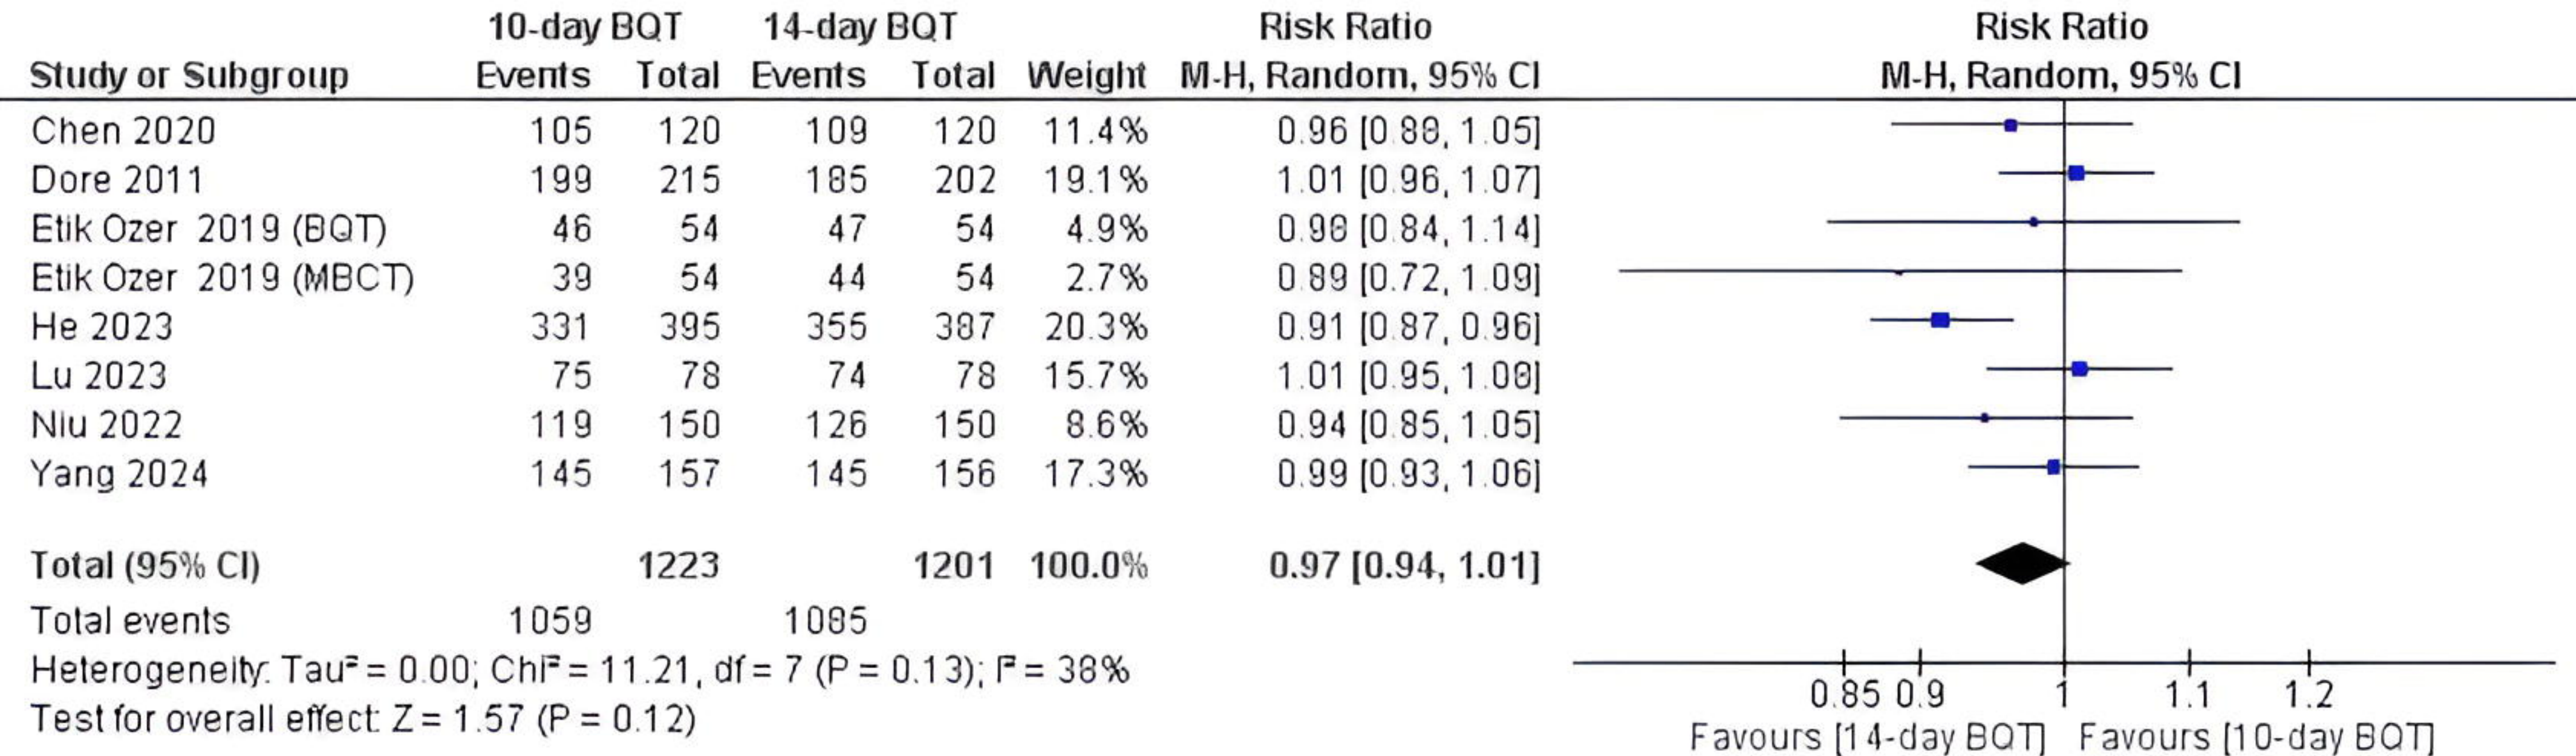 10-day BQT 14-day BQT Risk Ratio Risk Ratio
Study or Subgroup Events Total Events Total Weight M-H, Random, 95% CI M-H, Random, 95% CI
Chen 2020 105 120 109 120 11.4% 0.96 [0.88, 1.05]
Dore 2011 199 215 185 202 19.1% 1.01 [0.96, 1.07]
Etik Ozer 2019 (BQT) 46 54 47 54 4.9% 0.98 [0.84, 1.14]
Etik Ozer 2019 (MBCT) 39 54 44 54 2.7% 0.89 [0.72, 1.09]
He 2023 331 395 355 387 20.3% 0.91 [0.87, 0.96]
Lu 2023 75 78 74 78 15.7% 1.01 [0.95, 1.08]
Niu 2022 119 150 126 150 8.6% 0.94 [0.85, 1.05]
Yang 2024 145 157 145 156 17.3% 0.99 [0.93, 1.06]
Total (95% CI) 1223 1201 100.0% 0.97 [0.94, 1.01]
Total events 1059 1085
Heterogeneity: Tau² = 0.00; Chi² = 11.21, df = 7 (P = 0.13); I² = 38%
Test for overall effect: Z = 1.57 (P = 0.12)
0.85 0.9 1 1.1 1.2
Favours [14-day BQT] Favours [10-day BQT]